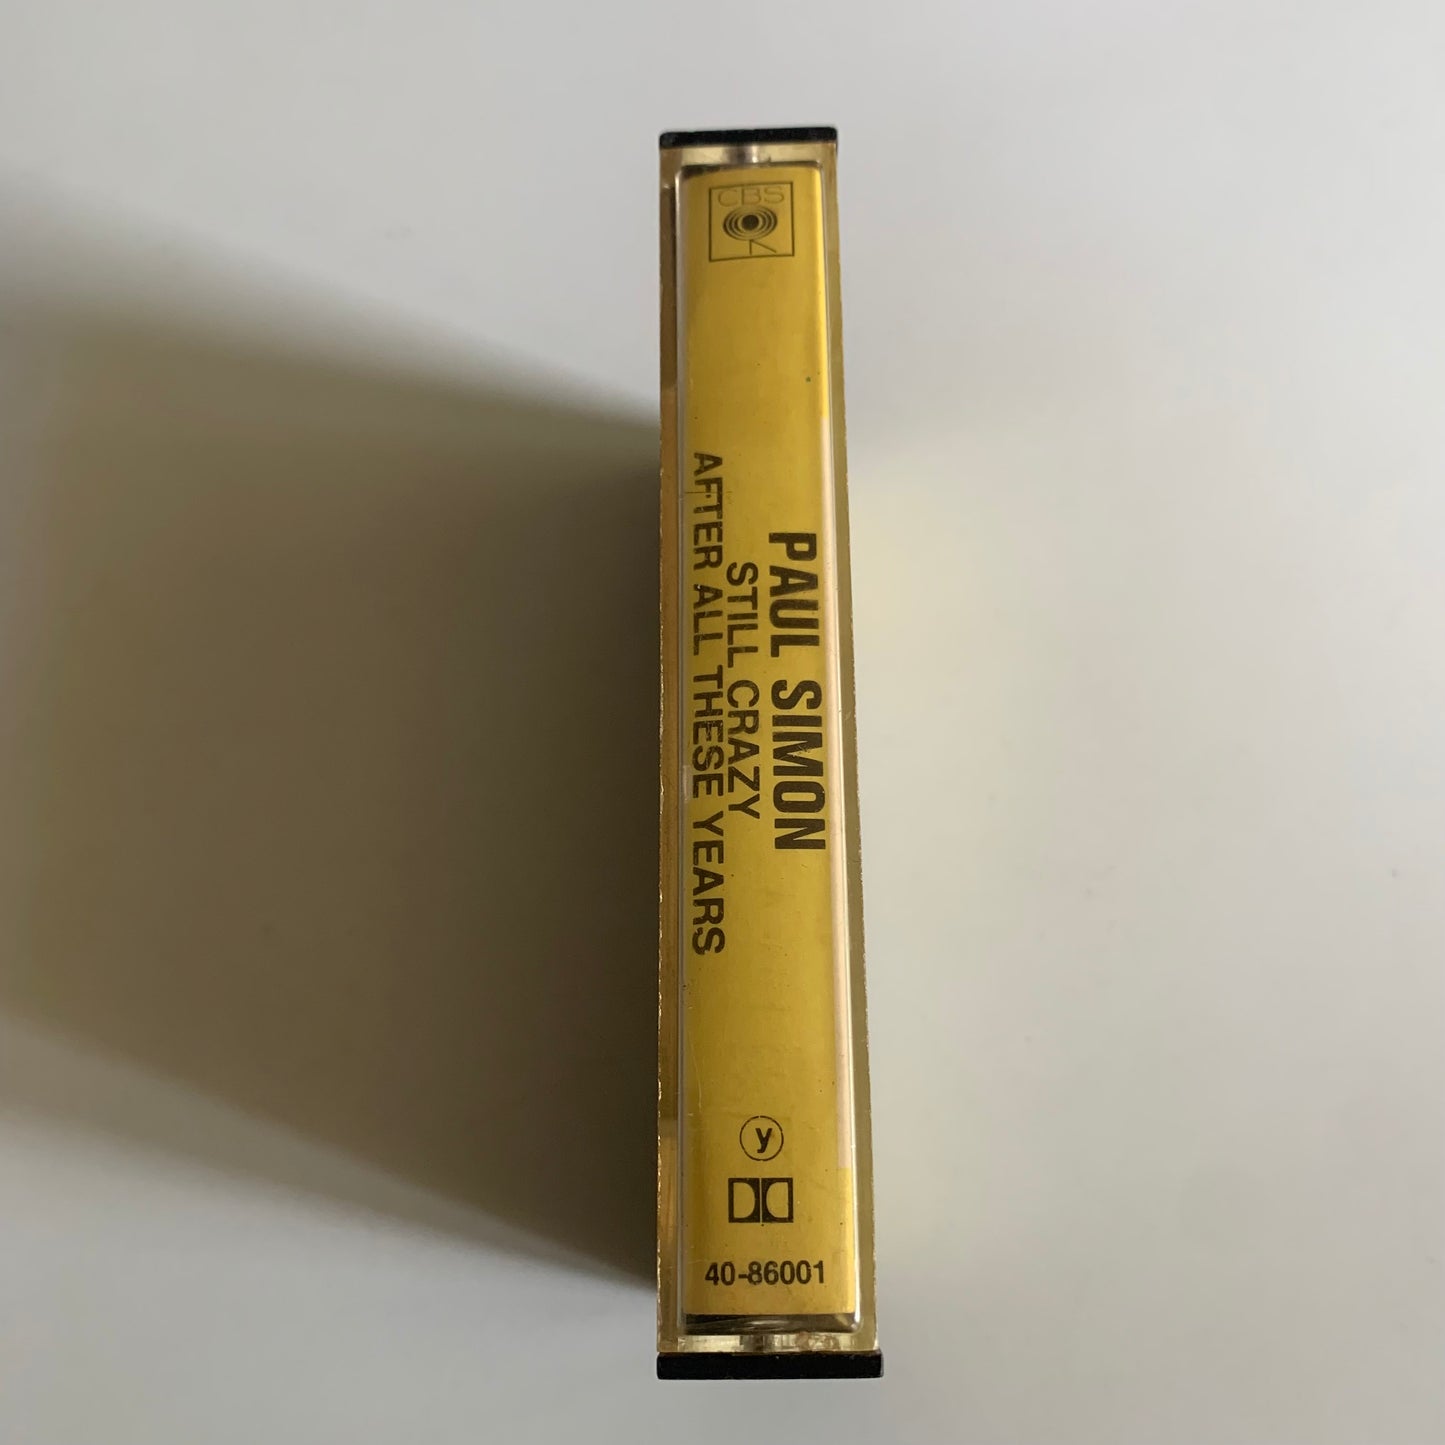 CBS
PAUL SIMON
STILL CRAZY
AFTER ALL THESE YEARS
y
40-86001